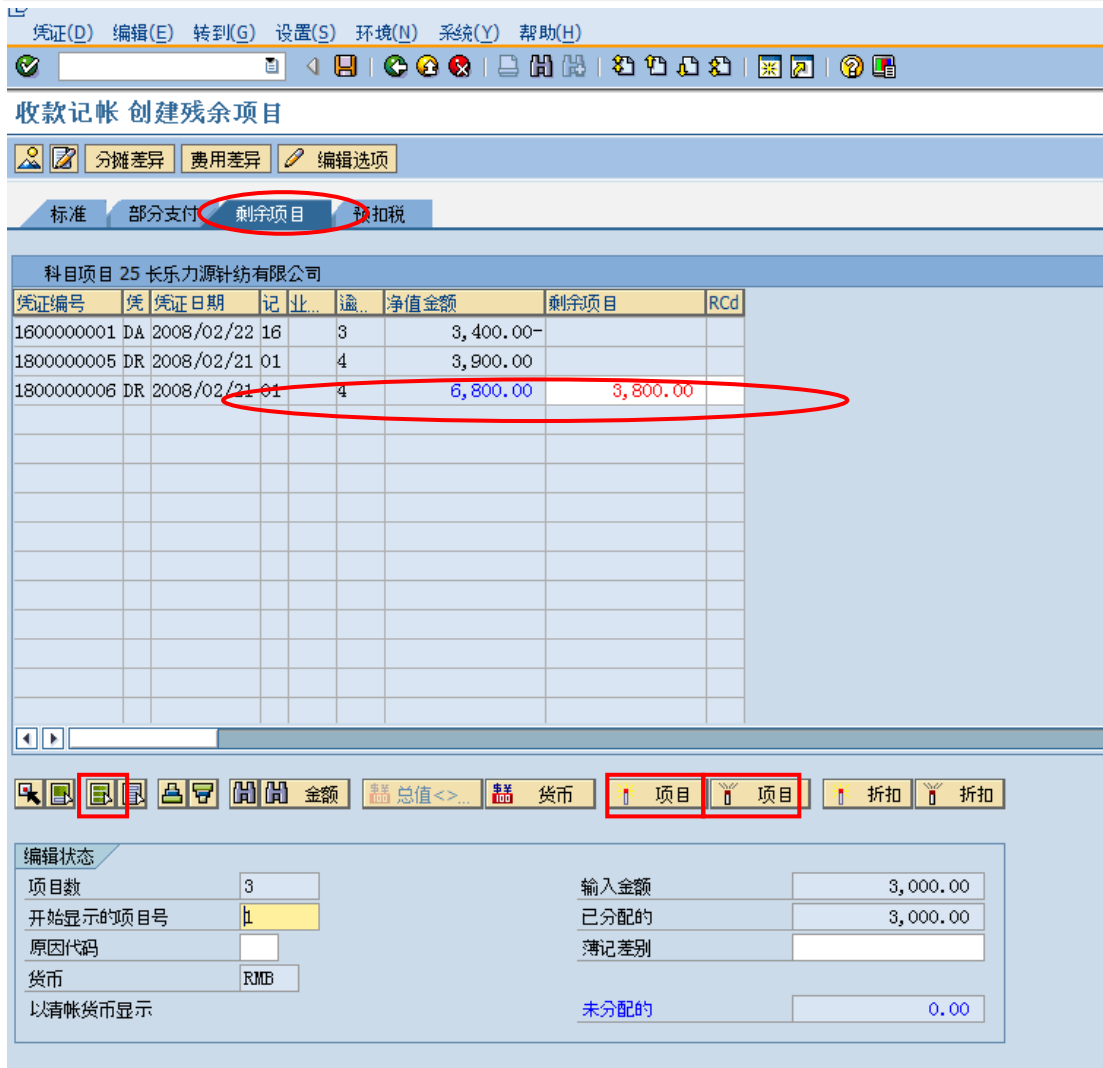 凭证(D) 编辑(E) 转到(G) 设置(S) 环境(N) 系统(Y) 帮助(H)
收款记帐 创建残余项目
分摊差异 费用差异 编辑选项
标准 部分支付 剩余项目 预扣税
科目项目 25 长乐力源针纺有限公司
凭证编号 凭 凭证日期 记 业... 逾.. 净值金额 剩余项目 RCd
1600000001 DA 2008/02/22 16 3 3,400.00-
1800000005 DR 2008/02/21 01 4 3,900.00
1800000006 DR 2008/02/21 01 4 6,800.00 3,800.00
金额 总值<>... 货币 项目 项目 折扣 折扣
编辑状态
项目数 3 输入金额 3,000.00
开始显示的项目号 1 已分配的 3,000.00
原因代码 薄记差别
货币 RMB
以清帐货币显示 未分配的 0.00